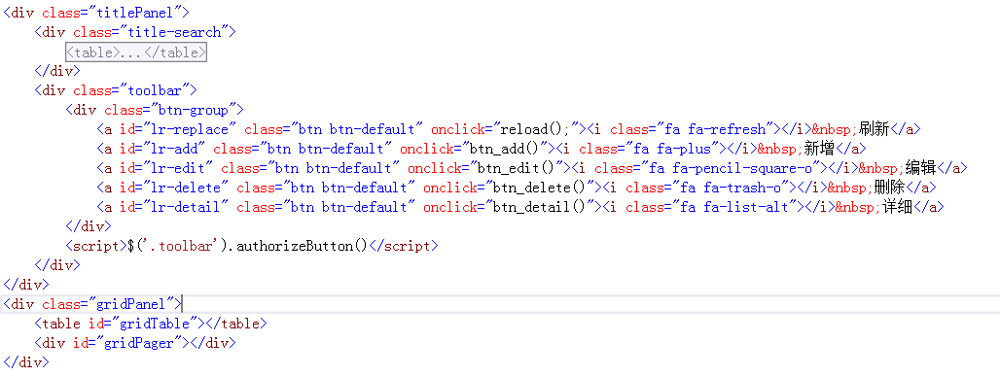 <div class="titlePanel">
    <div class="title-search">
        <table>...</table>
    </div>
    <div class="toolbar">
        <div class="btn-group">
            <a id="lr-replace" class="btn btn-default" onclick="reload();"><i class="fa fa-refresh"></i>&nbsp;刷新</a>
            <a id="lr-add" class="btn btn-default" onclick="btn_add()"><i class="fa fa-plus"></i>&nbsp;新增</a>
            <a id="lr-edit" class="btn btn-default" onclick="btn_edit()"><i class="fa fa-pencil-square-o"></i>&nbsp;编辑</a>
            <a id="lr-delete" class="btn btn-default" onclick="btn_delete()"><i class="fa fa-trash-o"></i>&nbsp;删除</a>
            <a id="lr-detail" class="btn btn-default" onclick="btn_detail()"><i class="fa fa-list-alt"></i>&nbsp;详细</a>
        </div>
        <script>$('.toolbar').authorizeButton()</script>
    </div>
</div>
<div class="gridPanel">
    <table id="gridTable"></table>
    <div id="gridPager"></div>
</div>